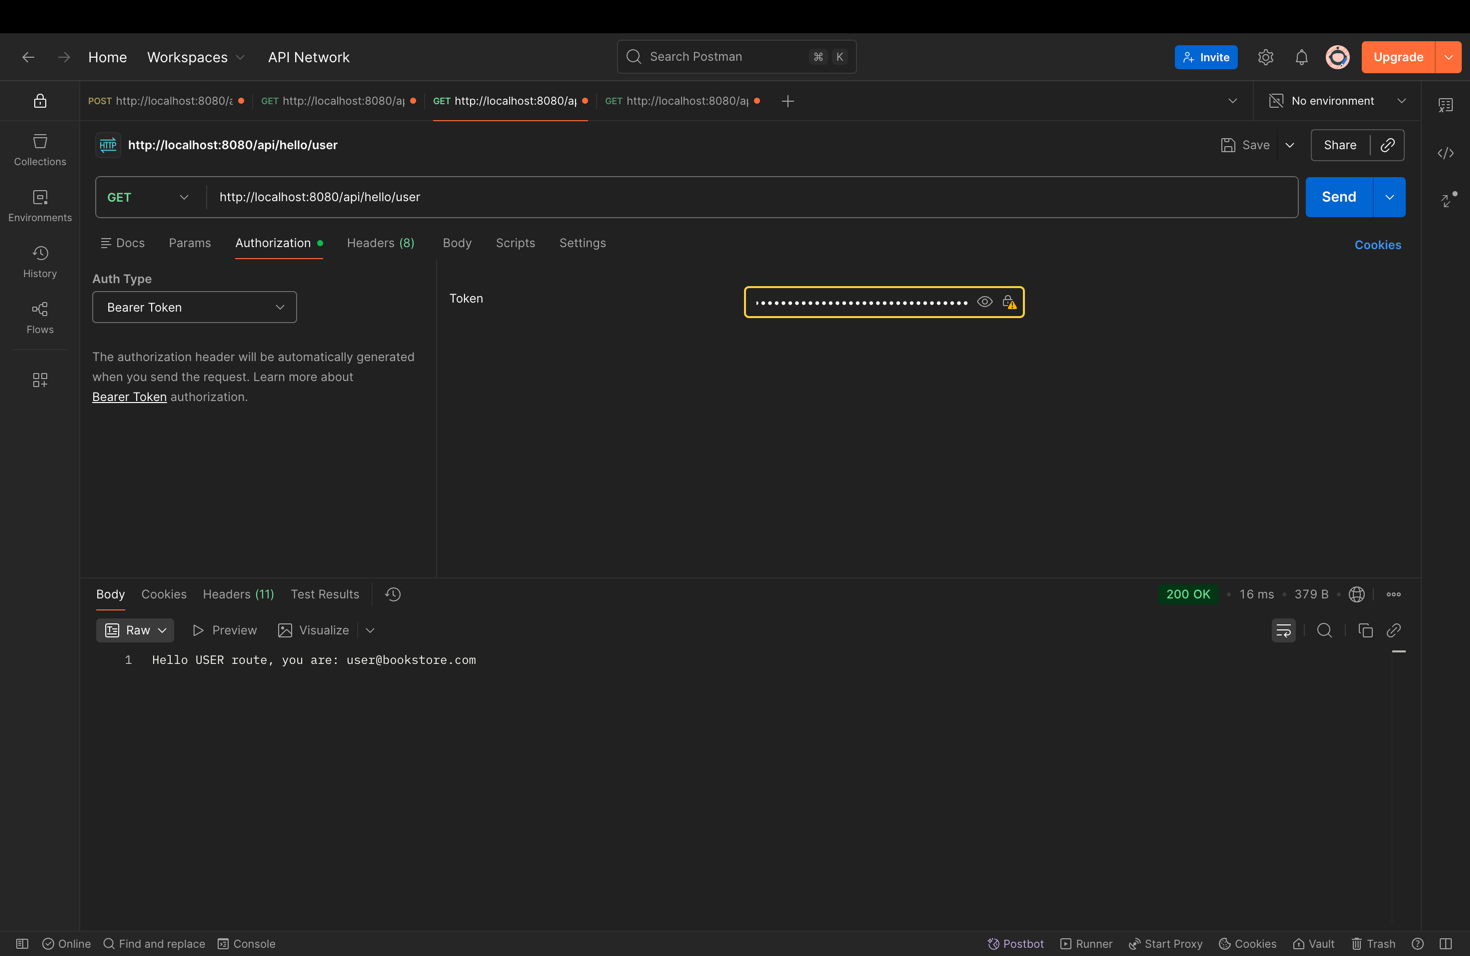 Home Workspaces API Network Search Postman ⌘ K Invite Upgrade
POST http://localhost:8080/a GET http://localhost:8080/ap GET http://localhost:8080/ap GET http://localhost:8080/ap No environment
Collections
Environments
History
Flows
HTTP http://localhost:8080/api/hello/user Save Share
GET http://localhost:8080/api/hello/user Send
Docs Params Authorization Headers (8) Body Scripts Settings Cookies
Auth Type
Bearer Token
The authorization header will be automatically generated
when you send the request. Learn more about
Bearer Token authorization.
Token
Body Cookies Headers (11) Test Results 200 OK • 16 ms • 379 B •
Raw Preview Visualize
1 Hello USER route, you are: user@bookstore.com
Online Find and replace Console Postbot Runner Start Proxy Cookies Vault Trash